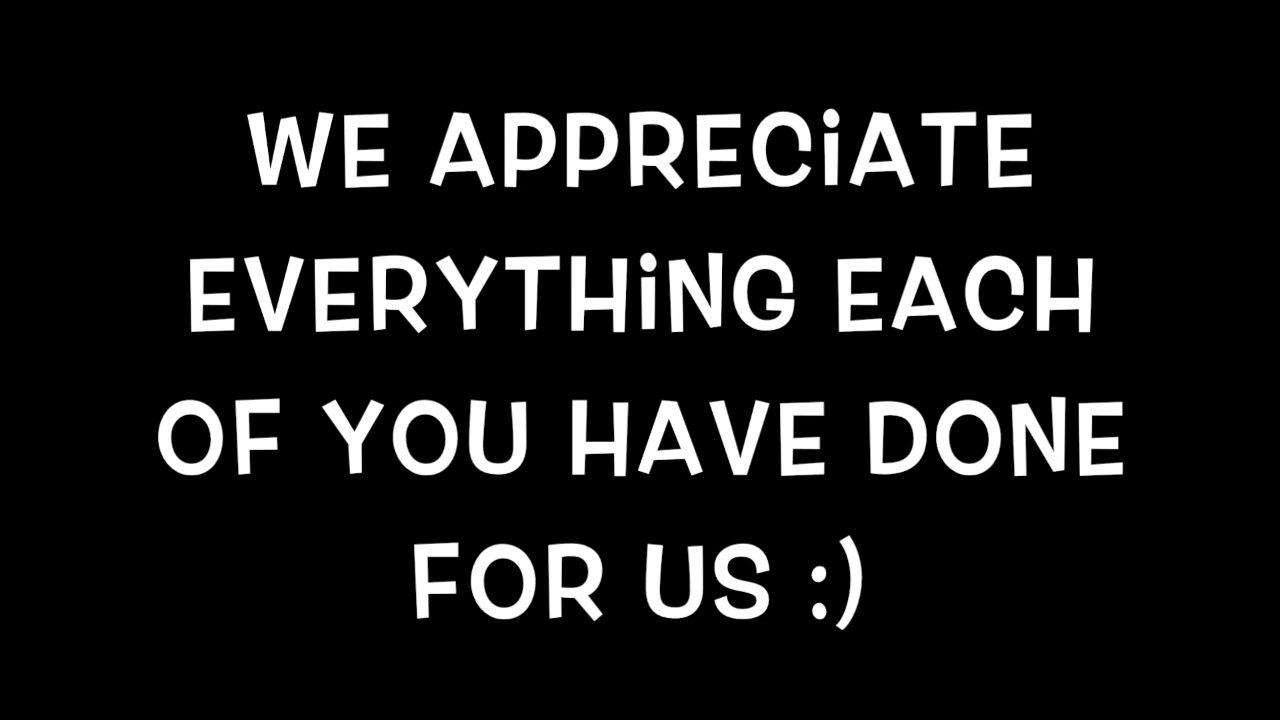 WE APPRECiATE
EVERYTHiNG EACH
OF YOU HAVE DONE
FOR US :)